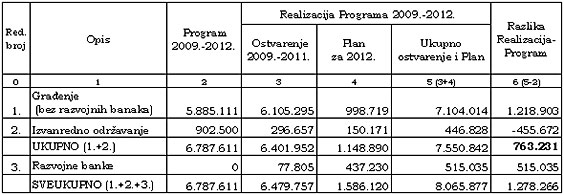 Red. broj Opis Program 2009.-2012. Realizacija Programa 2009.-2012. Razlika Realizacija-Program
Ostvarenje 2009.-2011. Plan za 2012. Ukupno ostvarenje i Plan
0 1 2 3 4 5 (3+4) 6 (5-2)
1. Građenje
(bez razvojnih banaka) 5.885.111 6.105.295 998.719 7.104.014 1.218.903
2. Izvanredno održavanje 902.500 296.657 150.171 446.828 -455.672
UKUPNO (1.+2.) 6.787.611 6.401.952 1.148.890 7.550.842 763.231
3. Razvojne banke 0 77.805 437.230 515.035 515.035
SVEUKUPNO (1.+2.+3.) 6.787.611 6.479.757 1.586.120 8.065.877 1.278.266